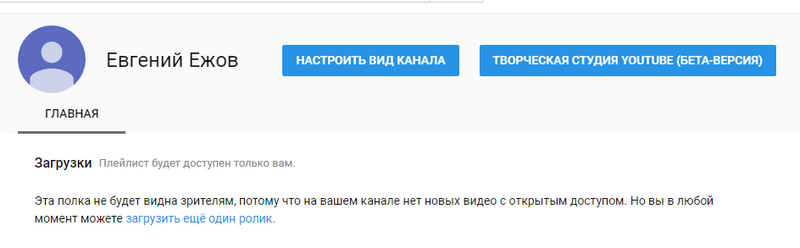 Евгений Ежов
НАСТРОИТЬ ВИД КАНАЛА
ТВОРЧЕСКАЯ СТУДИЯ YOUTUBE (БЕТА-ВЕРСИЯ)
ГЛАВНАЯ
Загрузки Плейлист будет доступен только вам.
Эта полка не будет видна зрителям, потому что на вашем канале нет новых видео с открытым доступом. Но вы в любой
момент можете загрузить ещё один ролик.